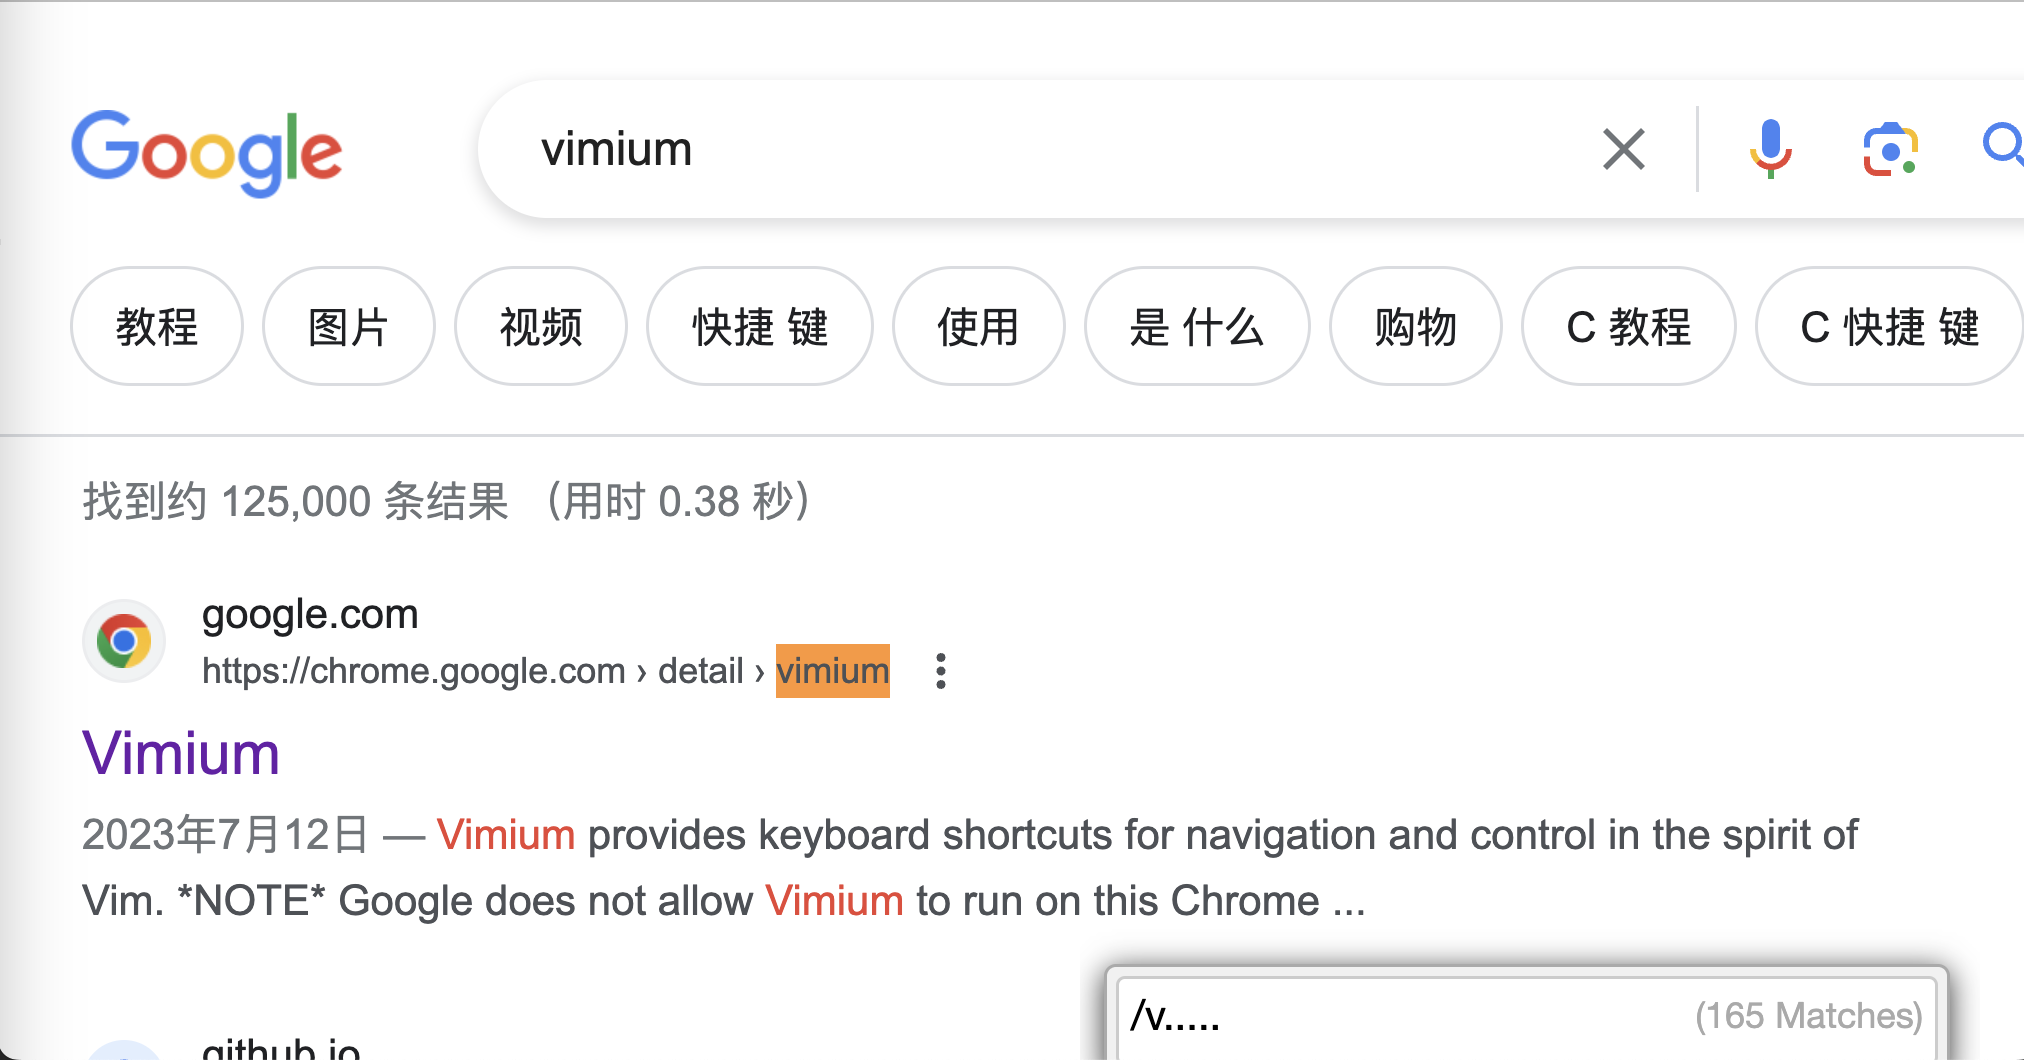 Google
vimium
教程 图片 视频 快捷 键 使用 是 什么 购物 C 教程 C 快捷 键
找到约 125,000 条结果 （用时 0.38 秒）
google.com
https://chrome.google.com › detail › vimium
Vimium
2023年7月12日 — Vimium provides keyboard shortcuts for navigation and control in the spirit of
Vim. *NOTE* Google does not allow Vimium to run on this Chrome ...
/v..... (165 Matches)
github.io